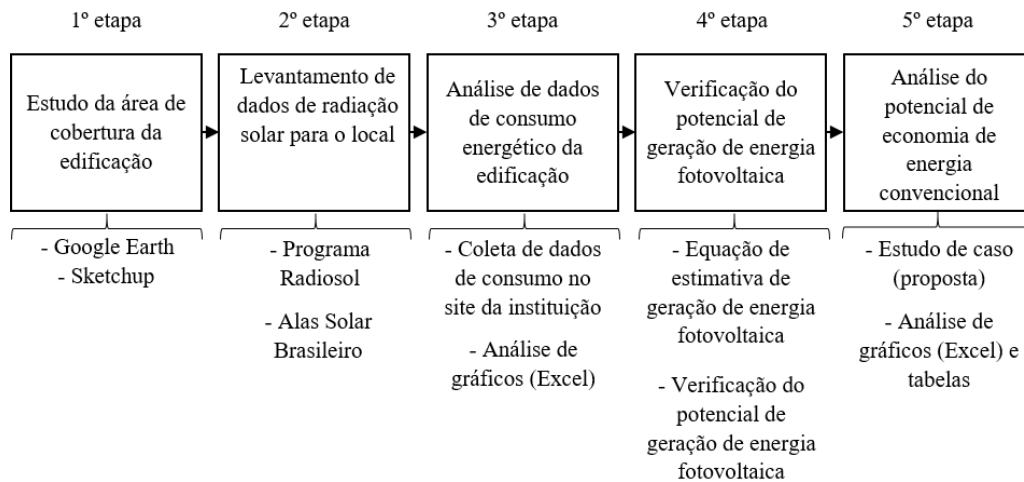 1º etapa
2º etapa
3º etapa
4º etapa
5º etapa
Estudo da área de
cobertura da
edificação
Levantamento de
dados de radiação
solar para o local
Análise de dados
de consumo
energético da
edificação
Verificação do
potencial de
geração de energia
fotovoltaica
Análise do
potencial de
economia de
energia
convencional
- Google Earth
- Sketchup
- Programa
Radiosol
- Alas Solar
Brasileiro
- Coleta de dados
de consumo no
site da instituição
- Análise de
gráficos (Excel)
- Equação de
estimativa de
geração de energia
fotovoltaica
- Verificação do
potencial de
geração de energia
fotovoltaica
- Estudo de caso
(proposta)
- Análise de
gráficos (Excel) e
tabelas